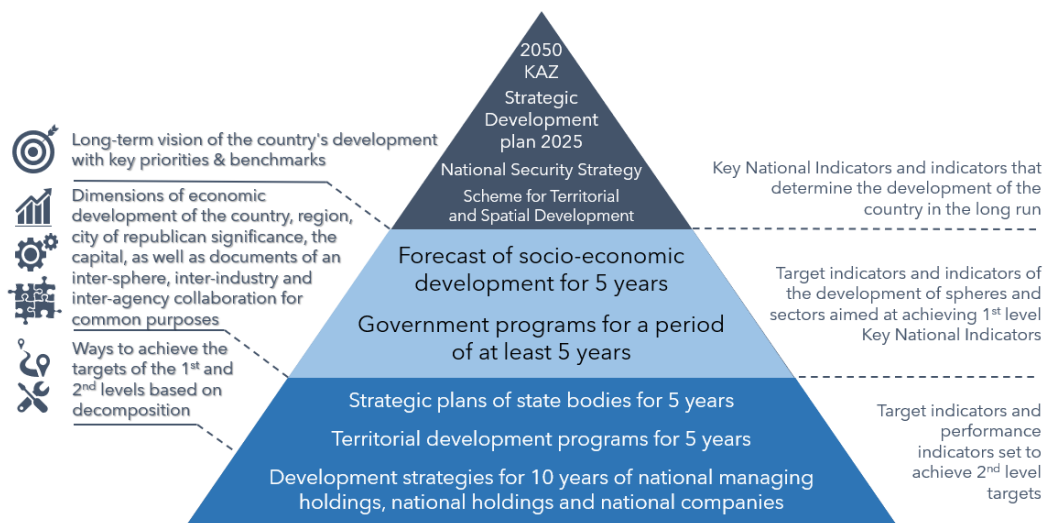 2050
KAZ
Strategic
Development
plan 2025
National Security Strategy
Scheme for Territorial
and Spatial Development
Long-term vision of the country's development
with key priorities & benchmarks
Key National Indicators and indicators that
determine the development of the
country in the long run
Dimensions of economic
development of the country, region,
city of republican significance, the
capital, as well as documents of an
inter-sphere, inter-industry and
inter-agency collaboration for
common purposes
Forecast of socio-economic
development for 5 years
Government programs for a period
of at least 5 years
Target indicators and indicators of
the development of spheres and
sectors aimed at achieving 1st level
Key National Indicators
Ways to achieve the
targets of the 1st and
2nd levels based on
decomposition
Strategic plans of state bodies for 5 years
Territorial development programs for 5 years
Development strategies for 10 years of national managing
holdings, national holdings and national companies
Target indicators and
performance
indicators set to
achieve 2nd level
targets